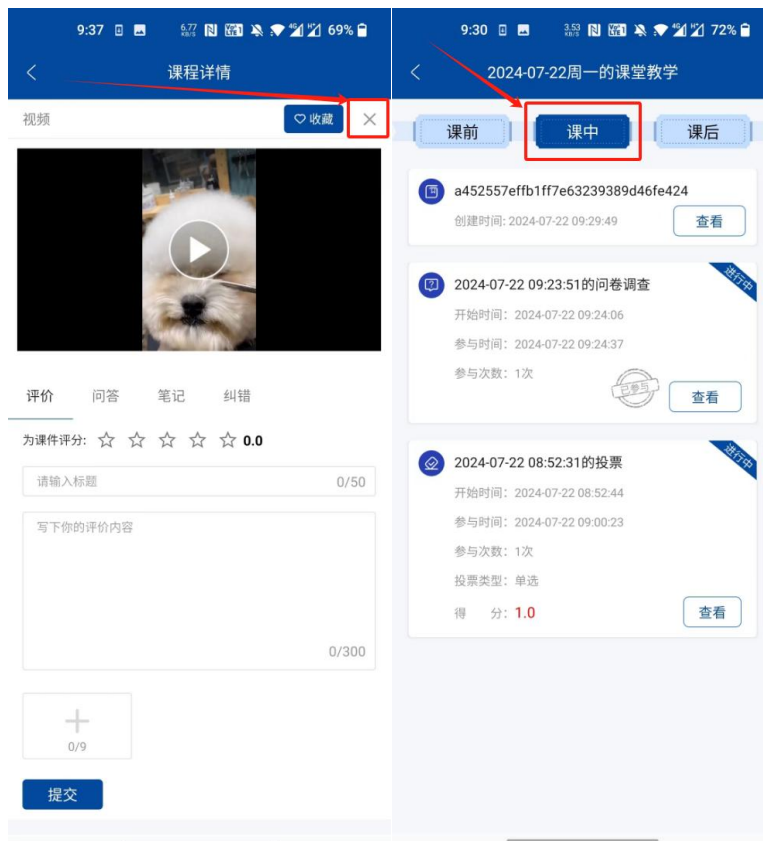 9:37 6.77 KB/S 4G 69%
课程详情
视频
收藏
评价 问答 笔记 纠错
为课件评分: 0.0
请输入标题 0/50
写下你的评价内容
0/300
0/9
提交
9:30 3.53 KB/S 4G 72%
2024-07-22周一的课堂教学
课前 课中 课后
a452557effb1ff7e63239389d46fe424
创建时间: 2024-07-22 09:29:49
查看
进行中
2024-07-22 09:23:51的问卷调查
开始时间: 2024-07-22 09:24:06
参与时间: 2024-07-22 09:24:37
参与次数: 1次
已参与
查看
进行中
2024-07-22 08:52:31的投票
开始时间: 2024-07-22 08:52:44
参与时间: 2024-07-22 09:00:23
参与次数: 1次
投票类型: 单选
得 分: 1.0
查看